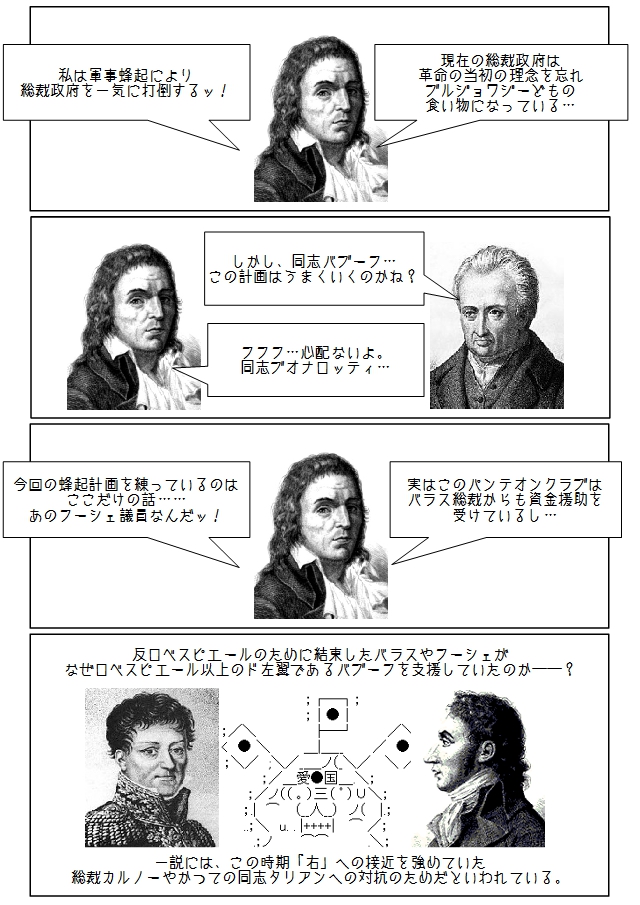 現在の総裁政府は
革命の当初の理念を忘れ
ブルジョワジーどもの
食い物になっている…
私は軍事蜂起により
総裁政府を一気に打倒するッ！
しかし、同志バブーフ…
この計画はうまくいくのかね？
フフフ…心配ないよ。
同志ブオナロッティ…
実はこのパンテオンクラブは
バラス総裁からも資金援助を
受けているし…
今回の蜂起計画を練っているのは
ここだけの話……
あのフーシェ議員なんだッ！
反ロベスピエールのために結束したバラスやフーシェが
なぜロベスピエール以上のド左翼であるバブーフを支援していたのか――？
愛●国
一説には、この時期「右」への接近を強めていた
総裁カルノーやかつての同志タリアンへの対抗のためだといわれている。